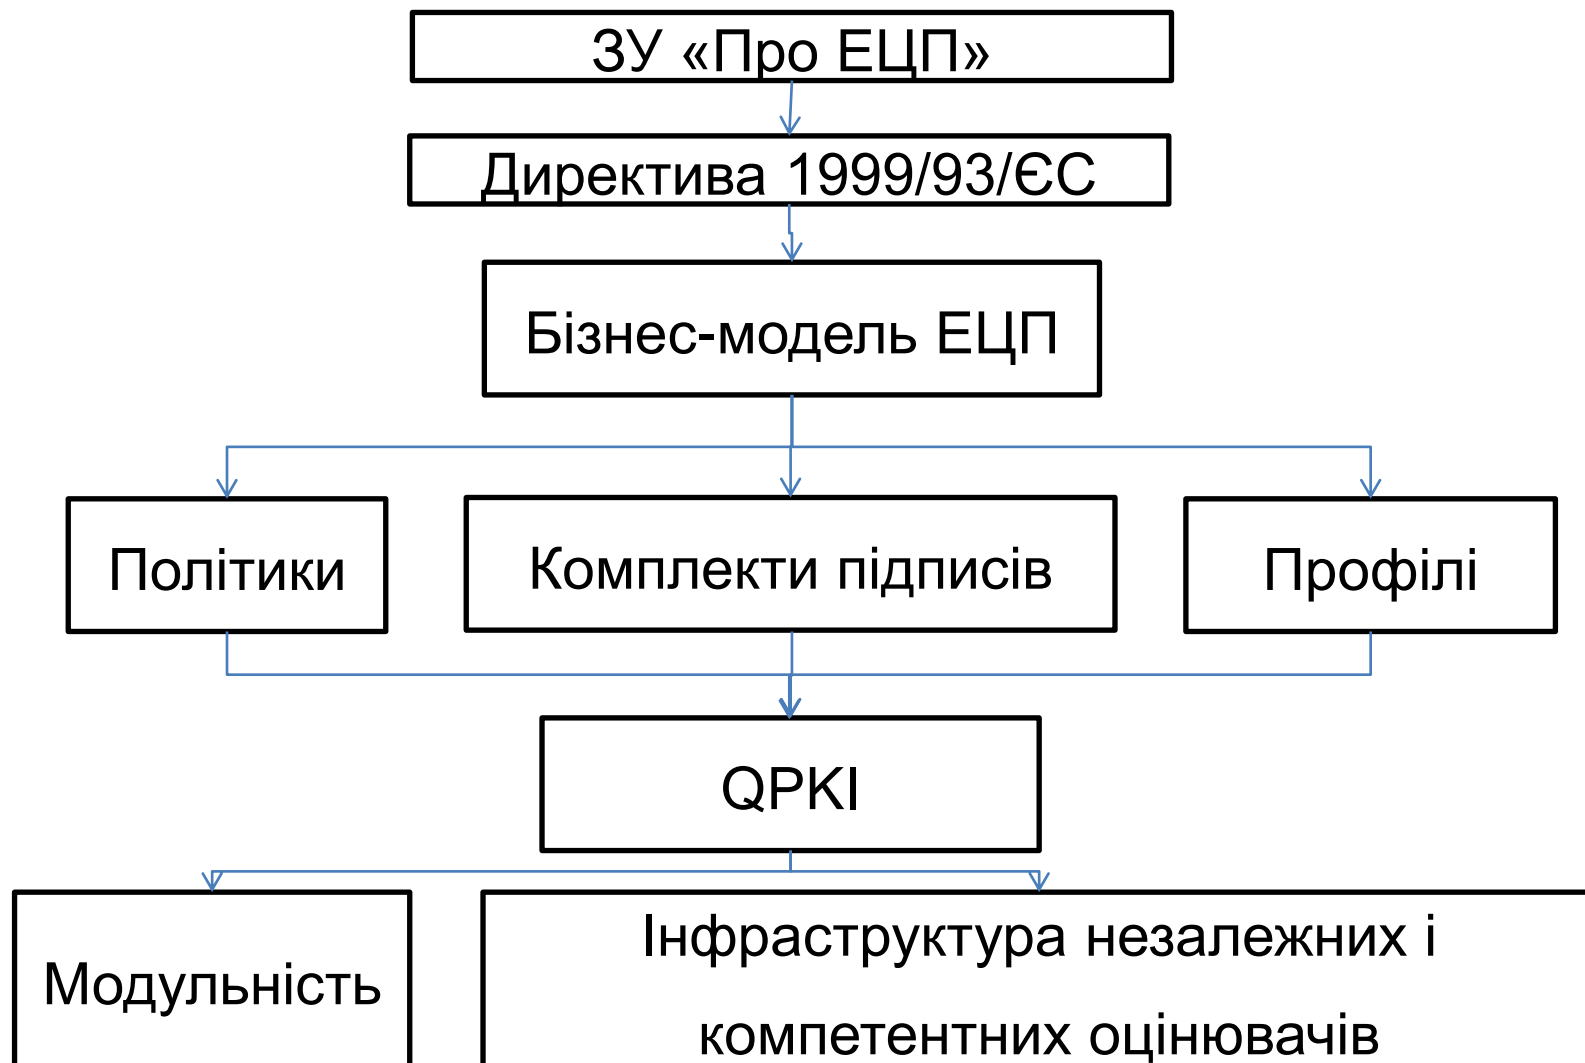 ЗУ «Про ЕЦП»
Директива 1999/93/ЄС
Бізнес-модель ЕЦП
Політики
Комплекти підписів
Профілі
QPKI
Модульність
Інфраструктура незалежних і
компетентних оцінювачів